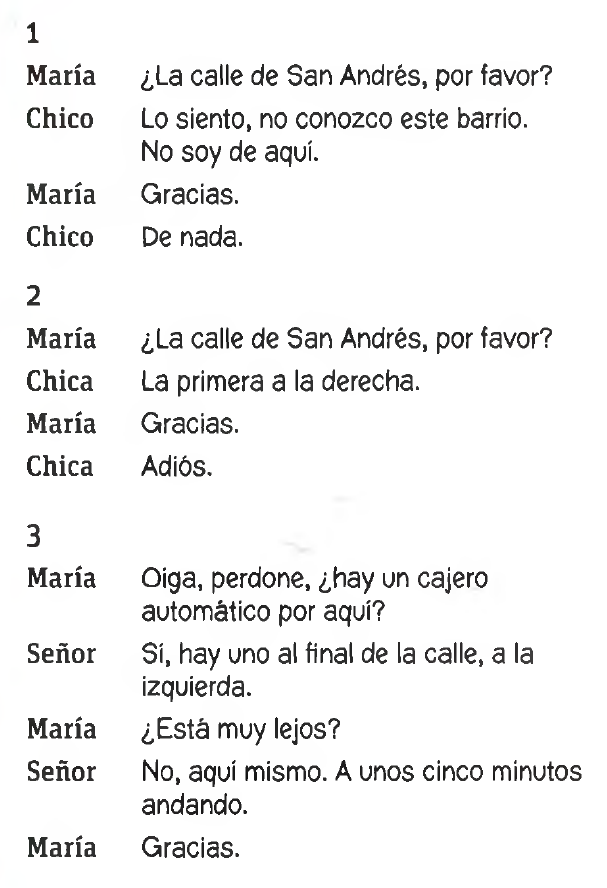 1
María ¿La calle de San Andrés, por favor?
Chico Lo siento, no conozco este barrio.
No soy de aquí.
María Gracias.
Chico De nada.
2
María ¿La calle de San Andrés, por favor?
Chica La primera a la derecha.
María Gracias.
Chica Adiós.
3
María Oiga, perdone, ¿hay un cajero
automático por aquí?
Señor Sí, hay uno al final de la calle, a la
izquierda.
María ¿Está muy lejos?
Señor No, aquí mismo. A unos cinco minutos
andando.
María Gracias.